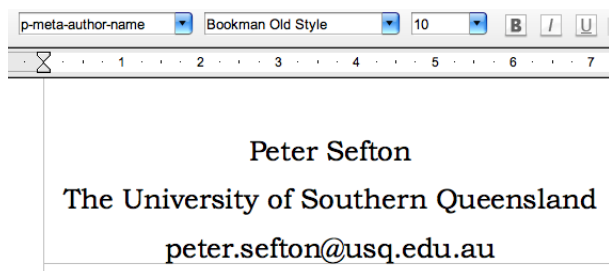 p-meta-author-name Bookman Old Style 10 B I U
1 2 3 4 5 6 7
Peter Sefton
The University of Southern Queensland
peter.sefton@usq.edu.au